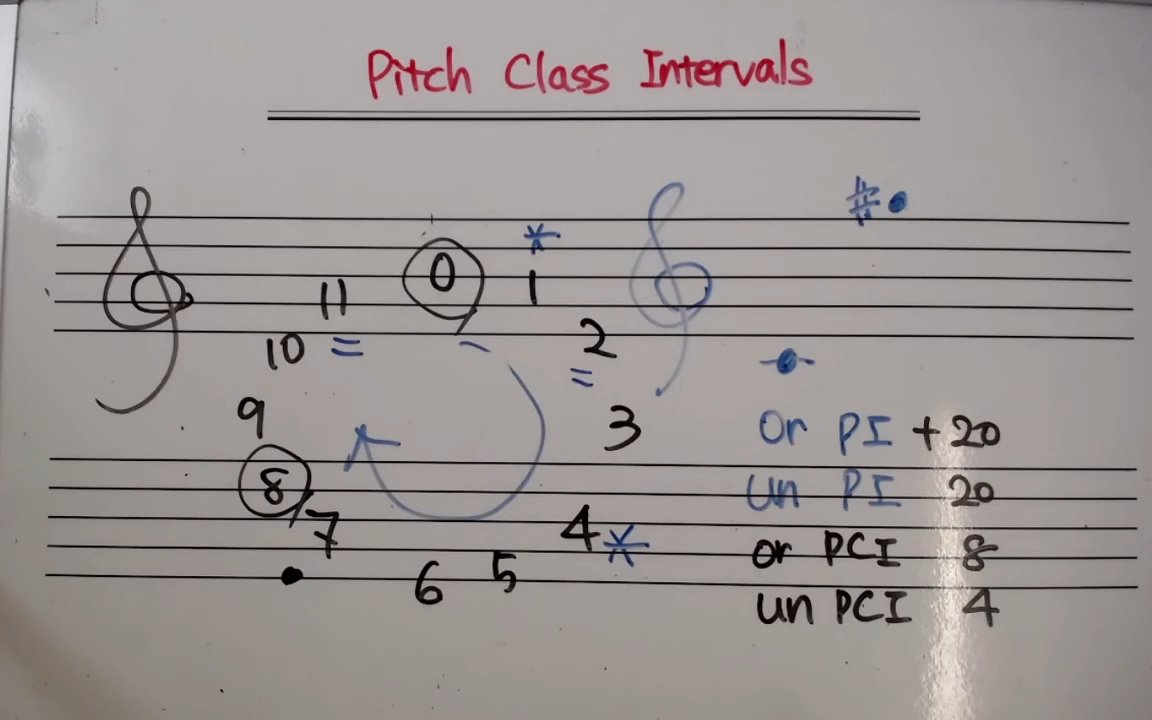 Pitch Class Intervals
0
11 1
10 2
9 3
8
7 4
6 5
or PI +20
un PI 20
or PCI 8
un PCI 4